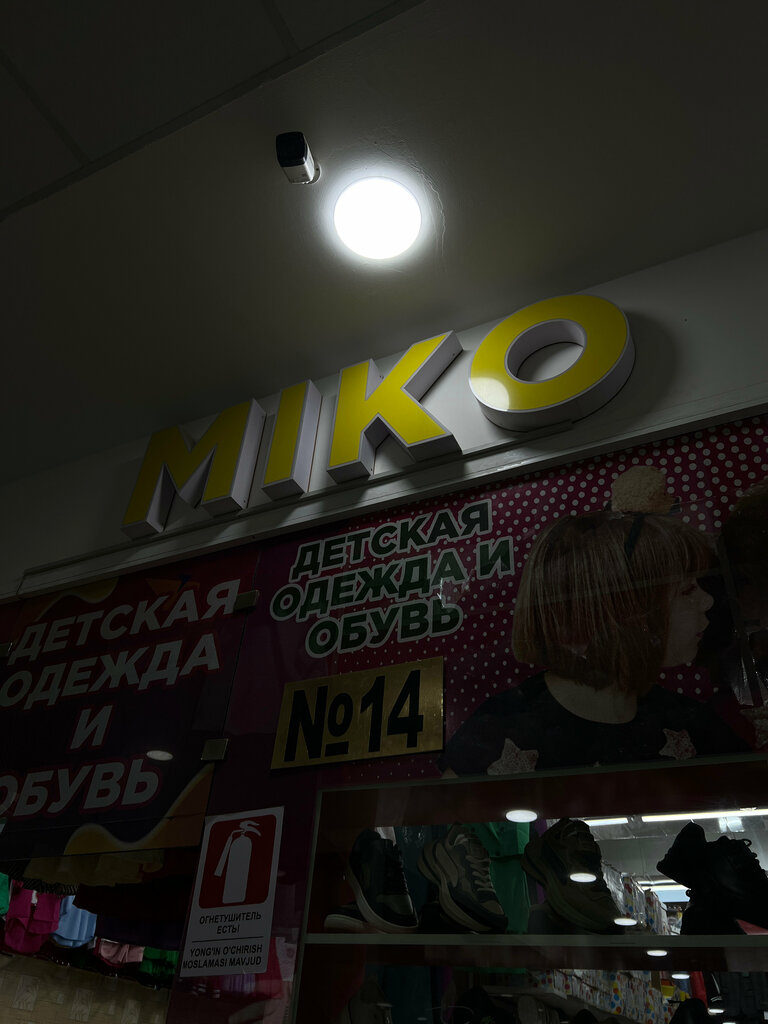 MIKO
ДЕТСКАЯ
ОДЕЖДА И
ОБУВЬ
ДЕТСКАЯ
ОДЕЖДА
И
ОБУВЬ
№14
ОГНЕТУШИТЕЛЬ
ЕСТЬ!
YONG'IN O'CHIRISH
MOSLAMASI MAVJUD